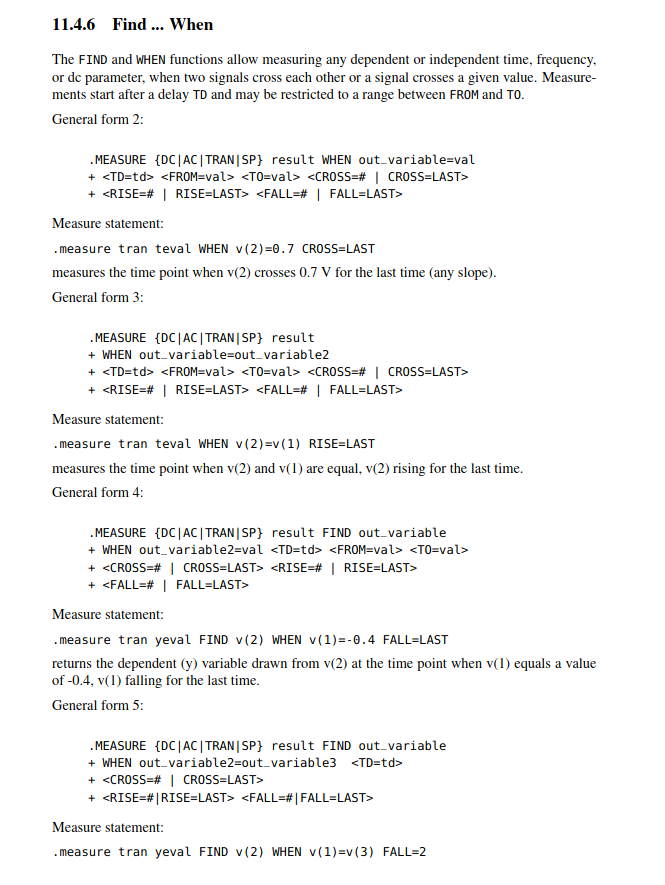 11.4.6 Find ... When
The FIND and WHEN functions allow measuring any dependent or independent time, frequency,
or dc parameter, when two signals cross each other or a signal crosses a given value. Measure-
ments start after a delay TD and may be restricted to a range between FROM and TO.
General form 2:
.MEASURE {DC|AC|TRAN|SP} result WHEN out_variable=val
+ <TD=td> <FROM=val> <TO=val> <CROSS=# | CROSS=LAST>
+ <RISE=# | RISE=LAST> <FALL=# | FALL=LAST>
Measure statement:
.measure tran teval WHEN v(2)=0.7 CROSS=LAST
measures the time point when v(2) crosses 0.7 V for the last time (any slope).
General form 3:
.MEASURE {DC|AC|TRAN|SP} result
+ WHEN out_variable=out_variable2
+ <TD=td> <FROM=val> <TO=val> <CROSS=# | CROSS=LAST>
+ <RISE=# | RISE=LAST> <FALL=# | FALL=LAST>
Measure statement:
.measure tran teval WHEN v(2)=v(1) RISE=LAST
measures the time point when v(2) and v(1) are equal, v(2) rising for the last time.
General form 4:
.MEASURE {DC|AC|TRAN|SP} result FIND out_variable
+ WHEN out_variable2=val <TD=td> <FROM=val> <TO=val>
+ <CROSS=# | CROSS=LAST> <RISE=# | RISE=LAST>
+ <FALL=# | FALL=LAST>
Measure statement:
.measure tran yeval FIND v(2) WHEN v(1)=-0.4 FALL=LAST
returns the dependent (y) variable drawn from v(2) at the time point when v(1) equals a value
of -0.4, v(1) falling for the last time.
General form 5:
.MEASURE {DC|AC|TRAN|SP} result FIND out_variable
+ WHEN out_variable2=out_variable3 <TD=td>
+ <CROSS=# | CROSS=LAST>
+ <RISE=#|RISE=LAST> <FALL=#|FALL=LAST>
Measure statement:
.measure tran yeval FIND v(2) WHEN v(1)=v(3) FALL=2